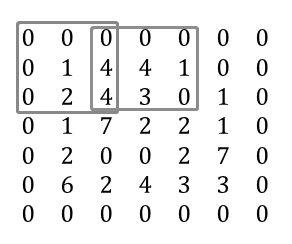 0 0 0 0 0 0 0
0 1 4 4 1 0 0
0 2 4 3 0 1 0
0 1 7 2 2 1 0
0 2 0 0 2 7 0
0 6 2 4 3 3 0
0 0 0 0 0 0 0